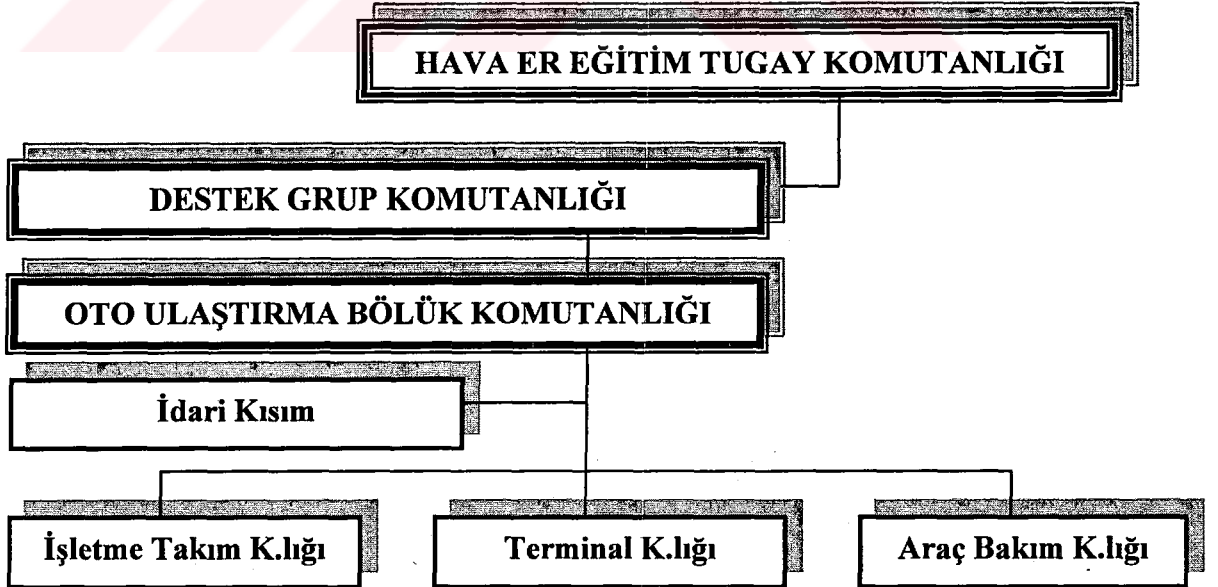 HAVA ER EĞİTİM TUGAY KOMUTANLIĞI
DESTEK GRUP KOMUTANLIĞI
OTO ULAŞTIRMA BÖLÜK KOMUTANLIĞI
İdari Kısım
İşletme Takım K.lığı
Terminal K.lığı
Araç Bakım K.lığı